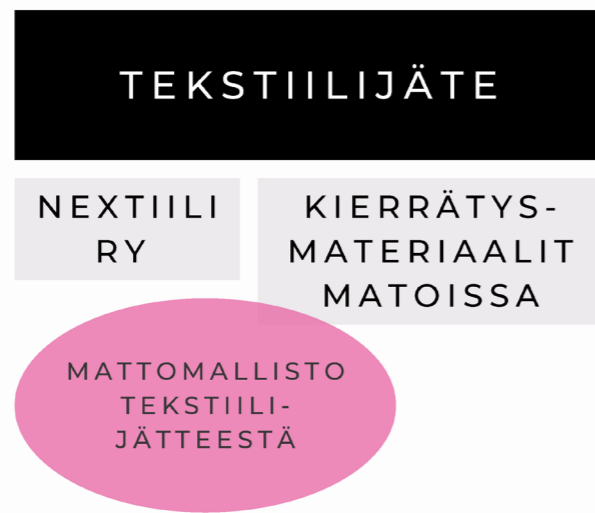 TEKSTIILIJÄTE
NEXTIILI
RY
KIERRÄTYS-
MATERIAALIT
MATOISSA
MATTOMALLISTO
TEKSTIILI-
JÄTTEESTÄ